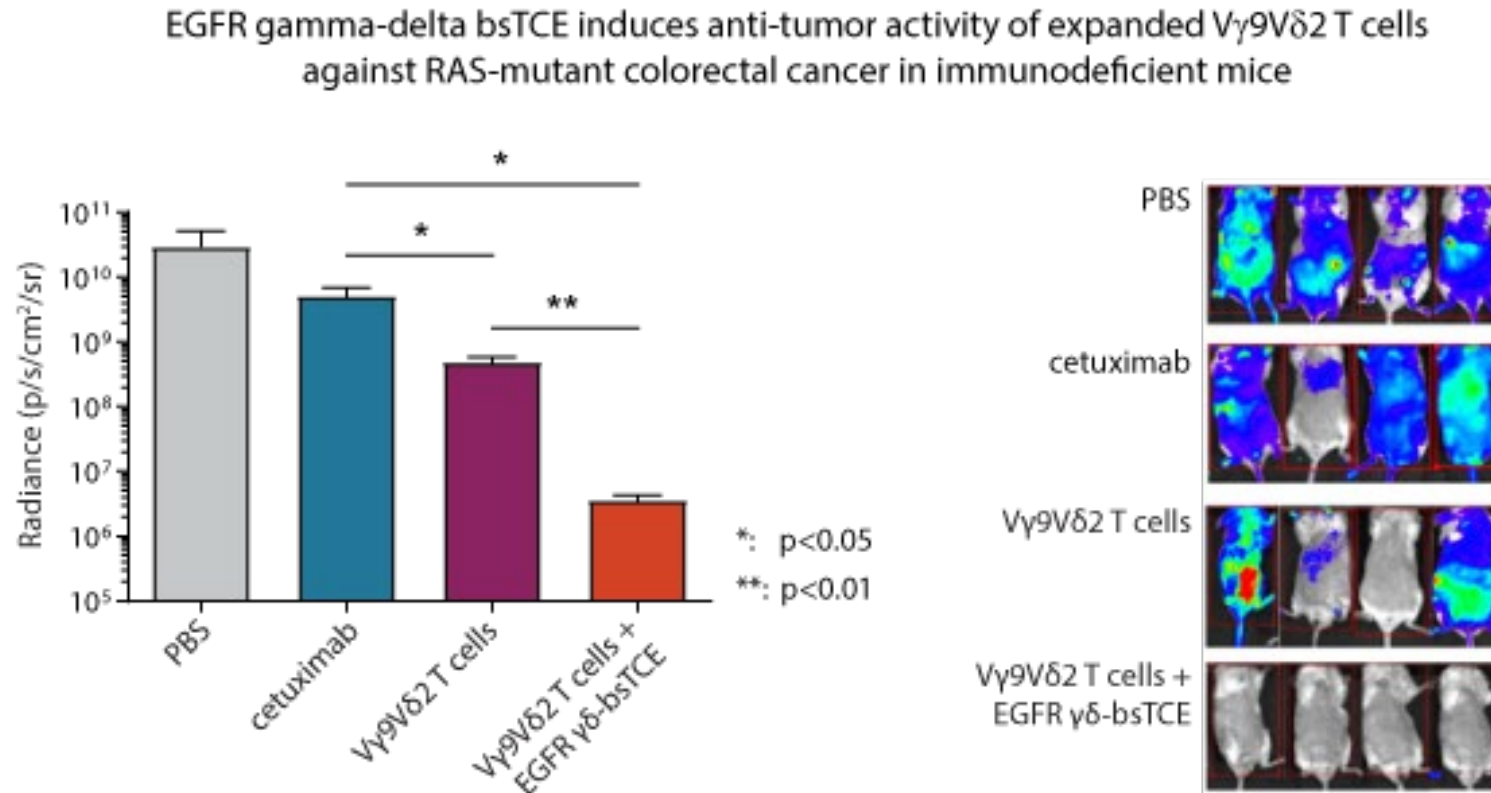 EGFR gamma-delta bsTCE induces anti-tumor activity of expanded Vγ9Vδ2 T cells
against RAS-mutant colorectal cancer in immunodeficient mice
*
*
**
Radiance (p/s/cm²/sr)
10¹¹
10¹⁰
10⁹
10⁸
10⁷
10⁶
10⁵
PBS
cetuximab
Vγ9Vδ2 T cells
Vγ9Vδ2 T cells +
EGFR γδ-bsTCE
*: p<0.05
**: p<0.01
PBS
cetuximab
Vγ9Vδ2 T cells
Vγ9Vδ2 T cells +
EGFR γδ-bsTCE